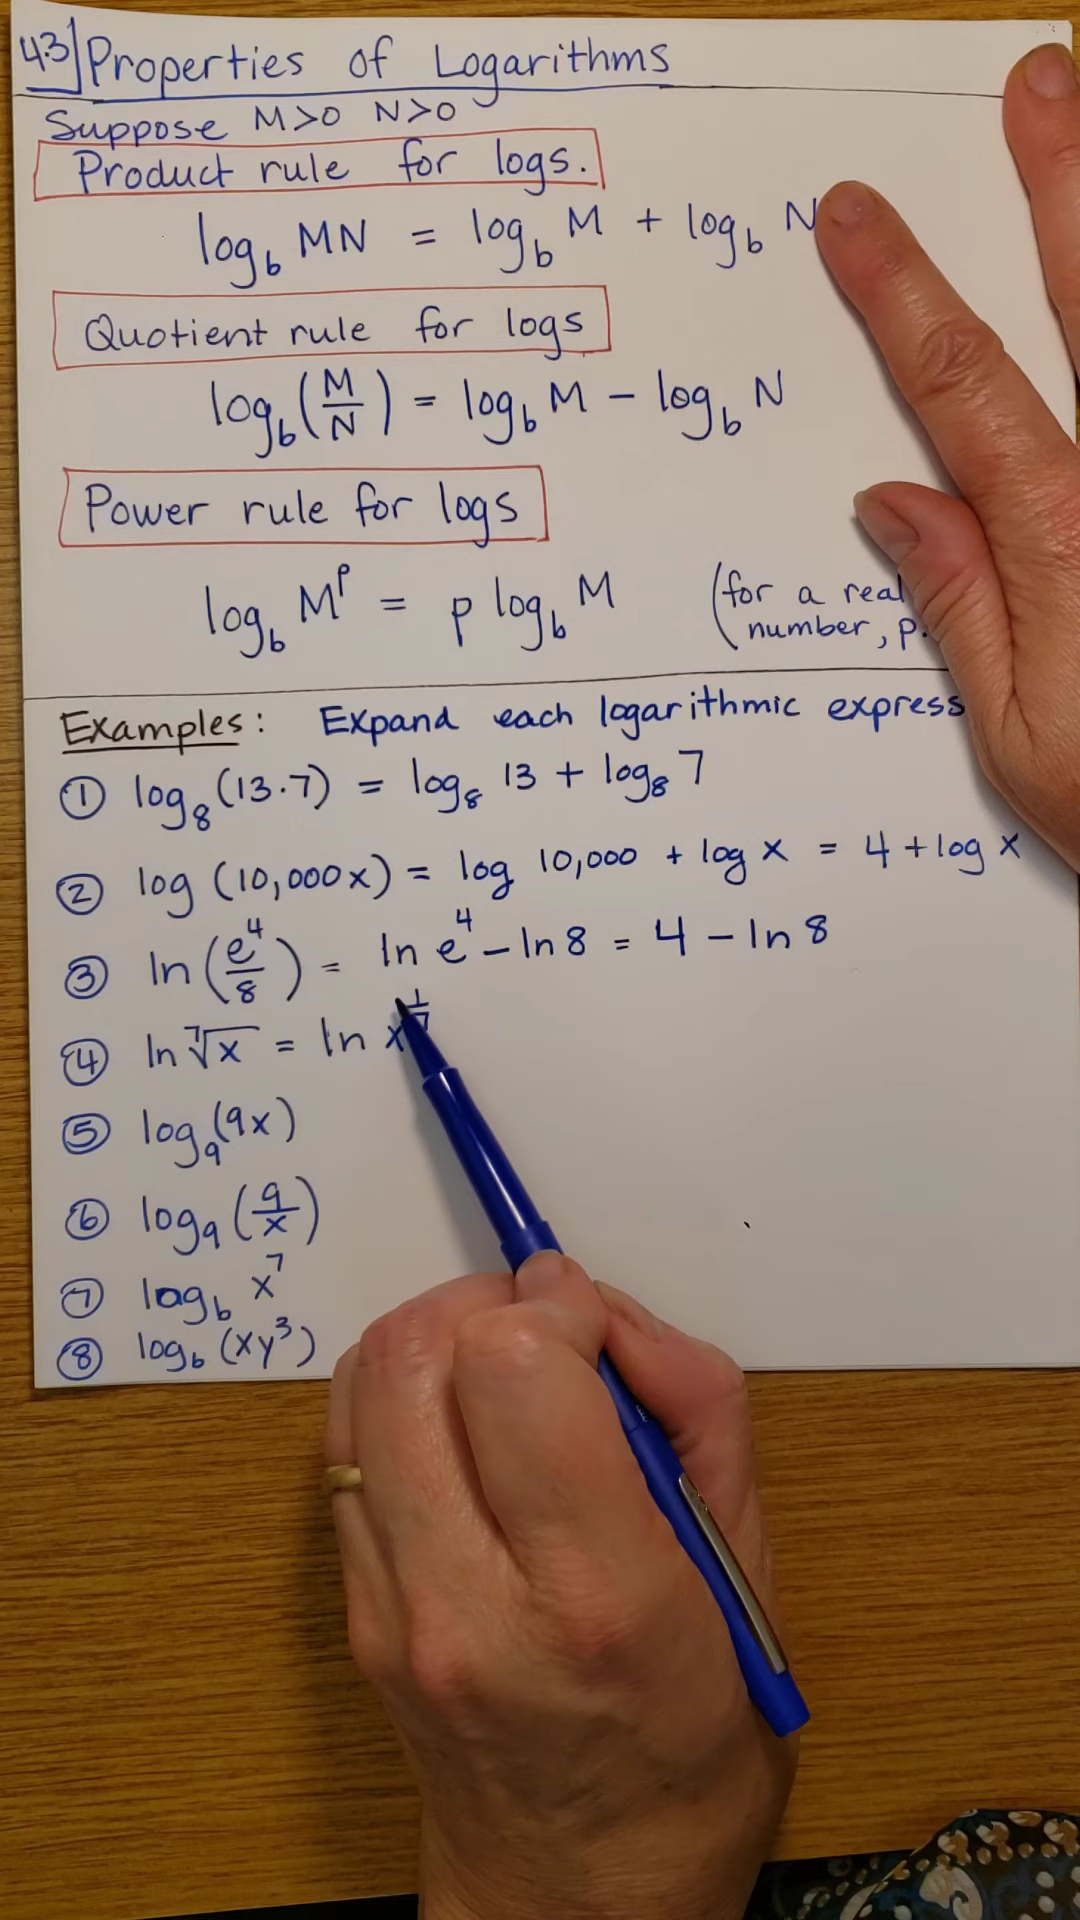 4.3 Properties of Logarithms
Suppose M>0 N>0
Product rule for logs.
log_b MN = log_b M + log_b N
Quotient rule for logs
log_b (M/N) = log_b M − log_b N
Power rule for logs
log_b M^p = p log_b M (for a real
number, p.
Examples: Expand each logarithmic express
① log_8 (13·7) = log_8 13 + log_8 7
② log (10,000x) = log 10,000 + log x = 4 + log x
③ ln (e^4/8) = ln e^4 − ln 8 = 4 − ln 8
④ ln ⁷√x = ln x^(1/7)
⑤ log_9 (9x)
⑥ log_9 (9/x)
⑦ log_b x^7
⑧ log_b (xy^3)